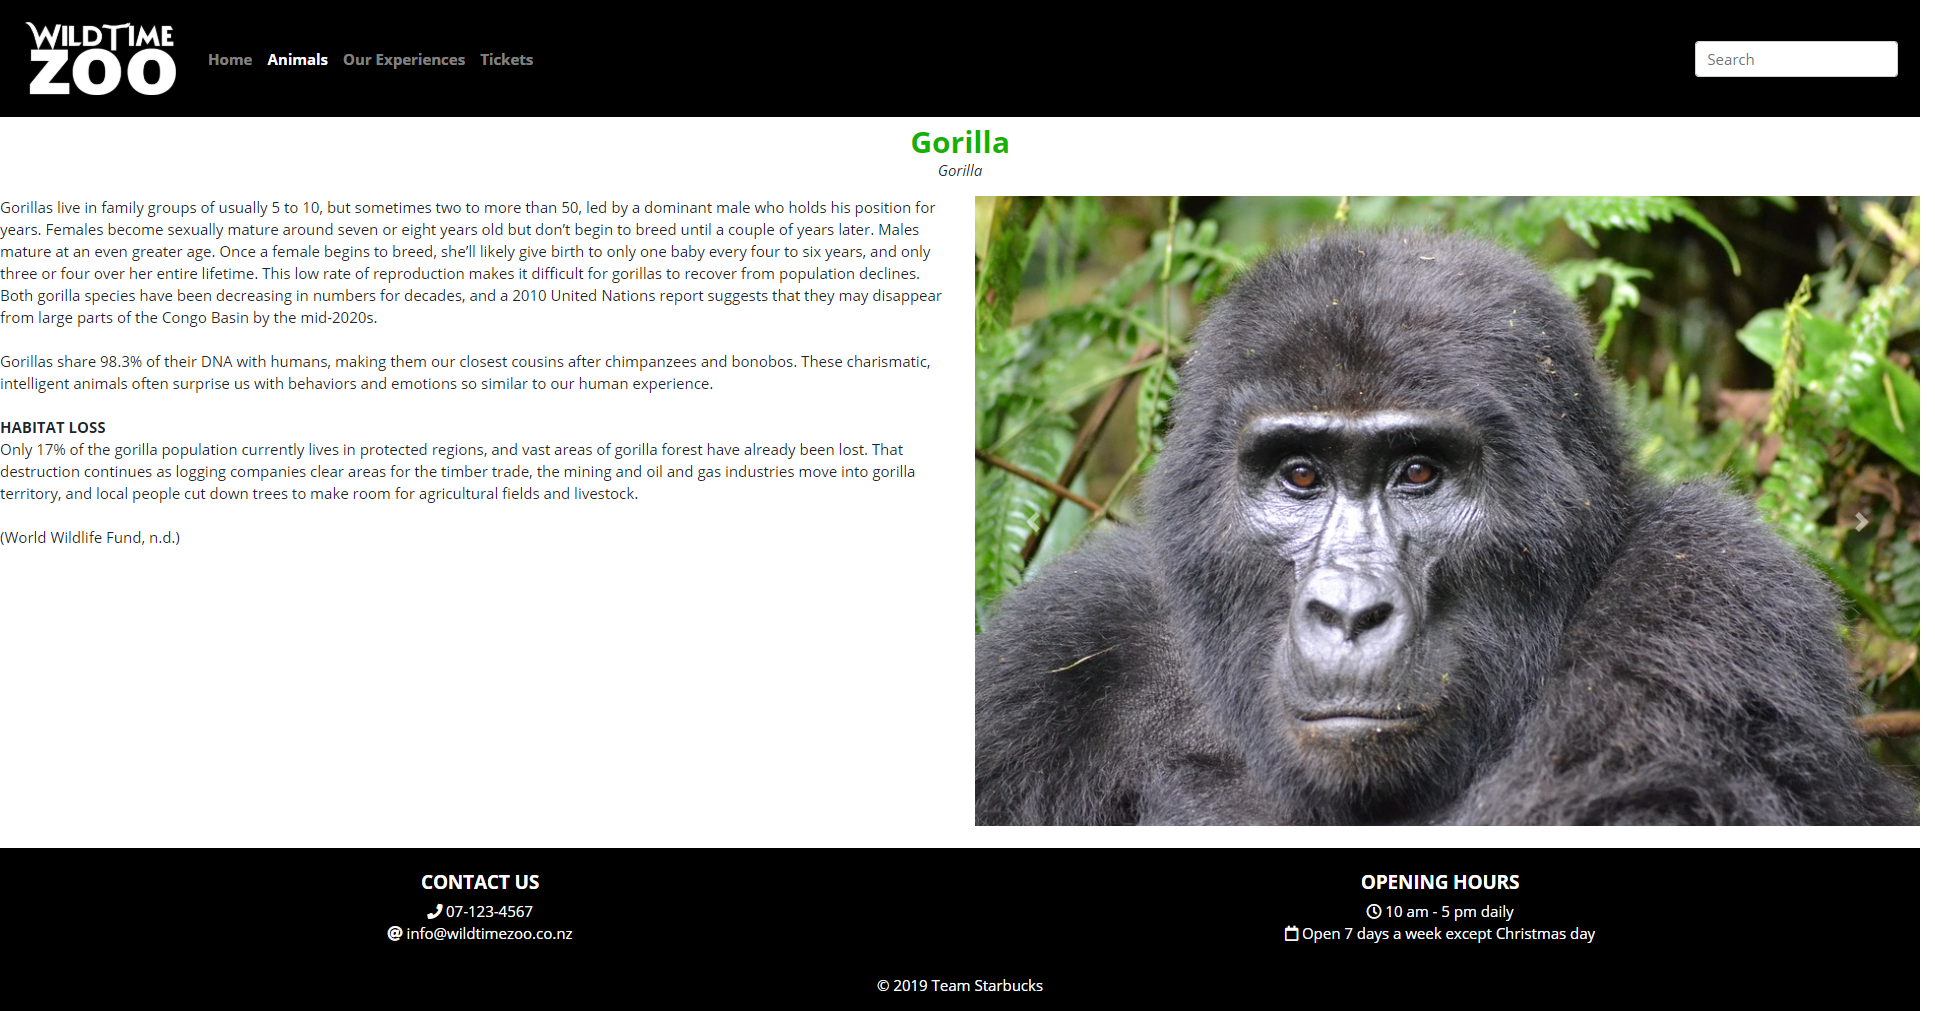 WILDTIME
ZOO
Home Animals Our Experiences Tickets
Search
Gorilla
Gorilla
Gorillas live in family groups of usually 5 to 10, but sometimes two to more than 50, led by a dominant male who holds his position for
years. Females become sexually mature around seven or eight years old but don’t begin to breed until a couple of years later. Males
mature at an even greater age. Once a female begins to breed, she’ll likely give birth to only one baby every four to six years, and only
three or four over her entire lifetime. This low rate of reproduction makes it difficult for gorillas to recover from population declines.
Both gorilla species have been decreasing in numbers for decades, and a 2010 United Nations report suggests that they may disappear
from large parts of the Congo Basin by the mid-2020s.
Gorillas share 98.3% of their DNA with humans, making them our closest cousins after chimpanzees and bonobos. These charismatic,
intelligent animals often surprise us with behaviors and emotions so similar to our human experience.
HABITAT LOSS
Only 17% of the gorilla population currently lives in protected regions, and vast areas of gorilla forest have already been lost. That
destruction continues as logging companies clear areas for the timber trade, the mining and oil and gas industries move into gorilla
territory, and local people cut down trees to make room for agricultural fields and livestock.
(World Wildlife Fund, n.d.)
CONTACT US
07-123-4567
info@wildtimezoo.co.nz
OPENING HOURS
10 am - 5 pm daily
Open 7 days a week except Christmas day
© 2019 Team Starbucks